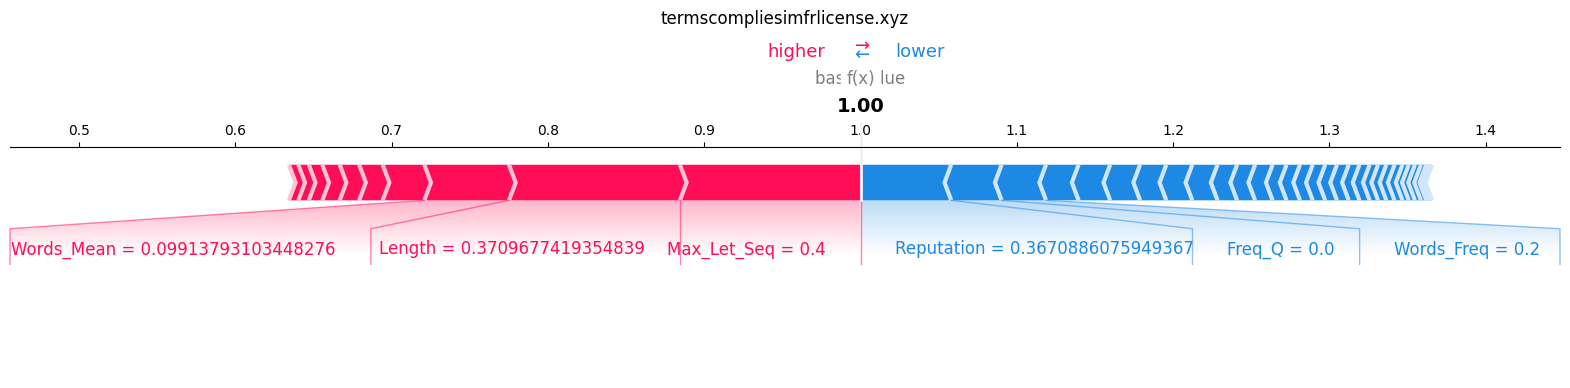 termscompliesimfrlicense.xyz
higher → ← lower
bas f(x) lue
1.00
0.5 0.6 0.7 0.8 0.9 1.0 1.1 1.2 1.3 1.4
Words_Mean = 0.09913793103448276 Length = 0.3709677419354839 Max_Let_Seq = 0.4 Reputation = 0.3670886075949367 Freq_Q = 0.0 Words_Freq = 0.2